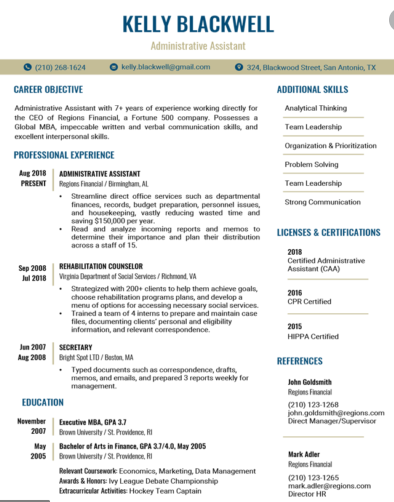 KELLY BLACKWELL
Administrative Assistant
(210) 268-1624
kelly.blackwell@gmail.com
324, Blackwood Street, San Antonio, TX
CAREER OBJECTIVE
Administrative Assistant with 7+ years of experience working directly for
the CEO of Regions Financial, a Fortune 500 company. Possesses a
Global MBA, impeccable written and verbal communication skills, and
excellent interpersonal skills.
PROFESSIONAL EXPERIENCE
Aug 2018
PRESENT
ADMINISTRATIVE ASSISTANT
Regions Financial / Birmingham, AL
• Streamline direct office services such as departmental
finances, records, budget preparation, personnel issues,
and housekeeping, vastly reducing wasted time and
saving $150,000 per year.
• Read and analyze incoming reports and memos to
determine their importance and plan their distribution
across a staff of 15.
Sep 2008
Jul 2018
REHABILITATION COUNSELOR
Virginia Department of Social Services / Richmond, VA
• Strategized with 200+ clients to help them achieve goals,
choose rehabilitation programs plans, and develop a
menu of options for accessing necessary social services.
• Trained a team of 4 interns to prepare and maintain case
files, documenting clients' personal and eligibility
information, and relevant correspondence.
Jun 2007
Aug 2008
SECRETARY
Bright Spot LTD / Boston, MA
• Typed documents such as correspondence, drafts,
memos, and emails, and prepared 3 reports weekly for
management.
EDUCATION
November
2007
Executive MBA, GPA 3.7
Brown University / St. Providence, RI
May
2005
Bachelor of Arts in Finance, GPA 3.7/4.0, May 2005
Brown University / St. Providence, RI
Relevant Coursework: Economics, Marketing, Data Management
Awards & Honors: Ivy League Debate Championship
Extracurricular Activities: Hockey Team Captain
ADDITIONAL SKILLS
Analytical Thinking
Team Leadership
Organization & Prioritization
Problem Solving
Team Leadership
Strong Communication
LICENSES & CERTIFICATIONS
2018
Certified Administrative
Assistant (CAA)
2016
CPR Certified
2015
HIPPA Certified
REFERENCES
John Goldsmith
Regions Financial
(210) 123-1268
john.goldsmith@regions.com
Direct Manager/Supervisor
Mark Adler
Regions Financial
(210) 123-1265
mark.adler@regions.com
Director HR